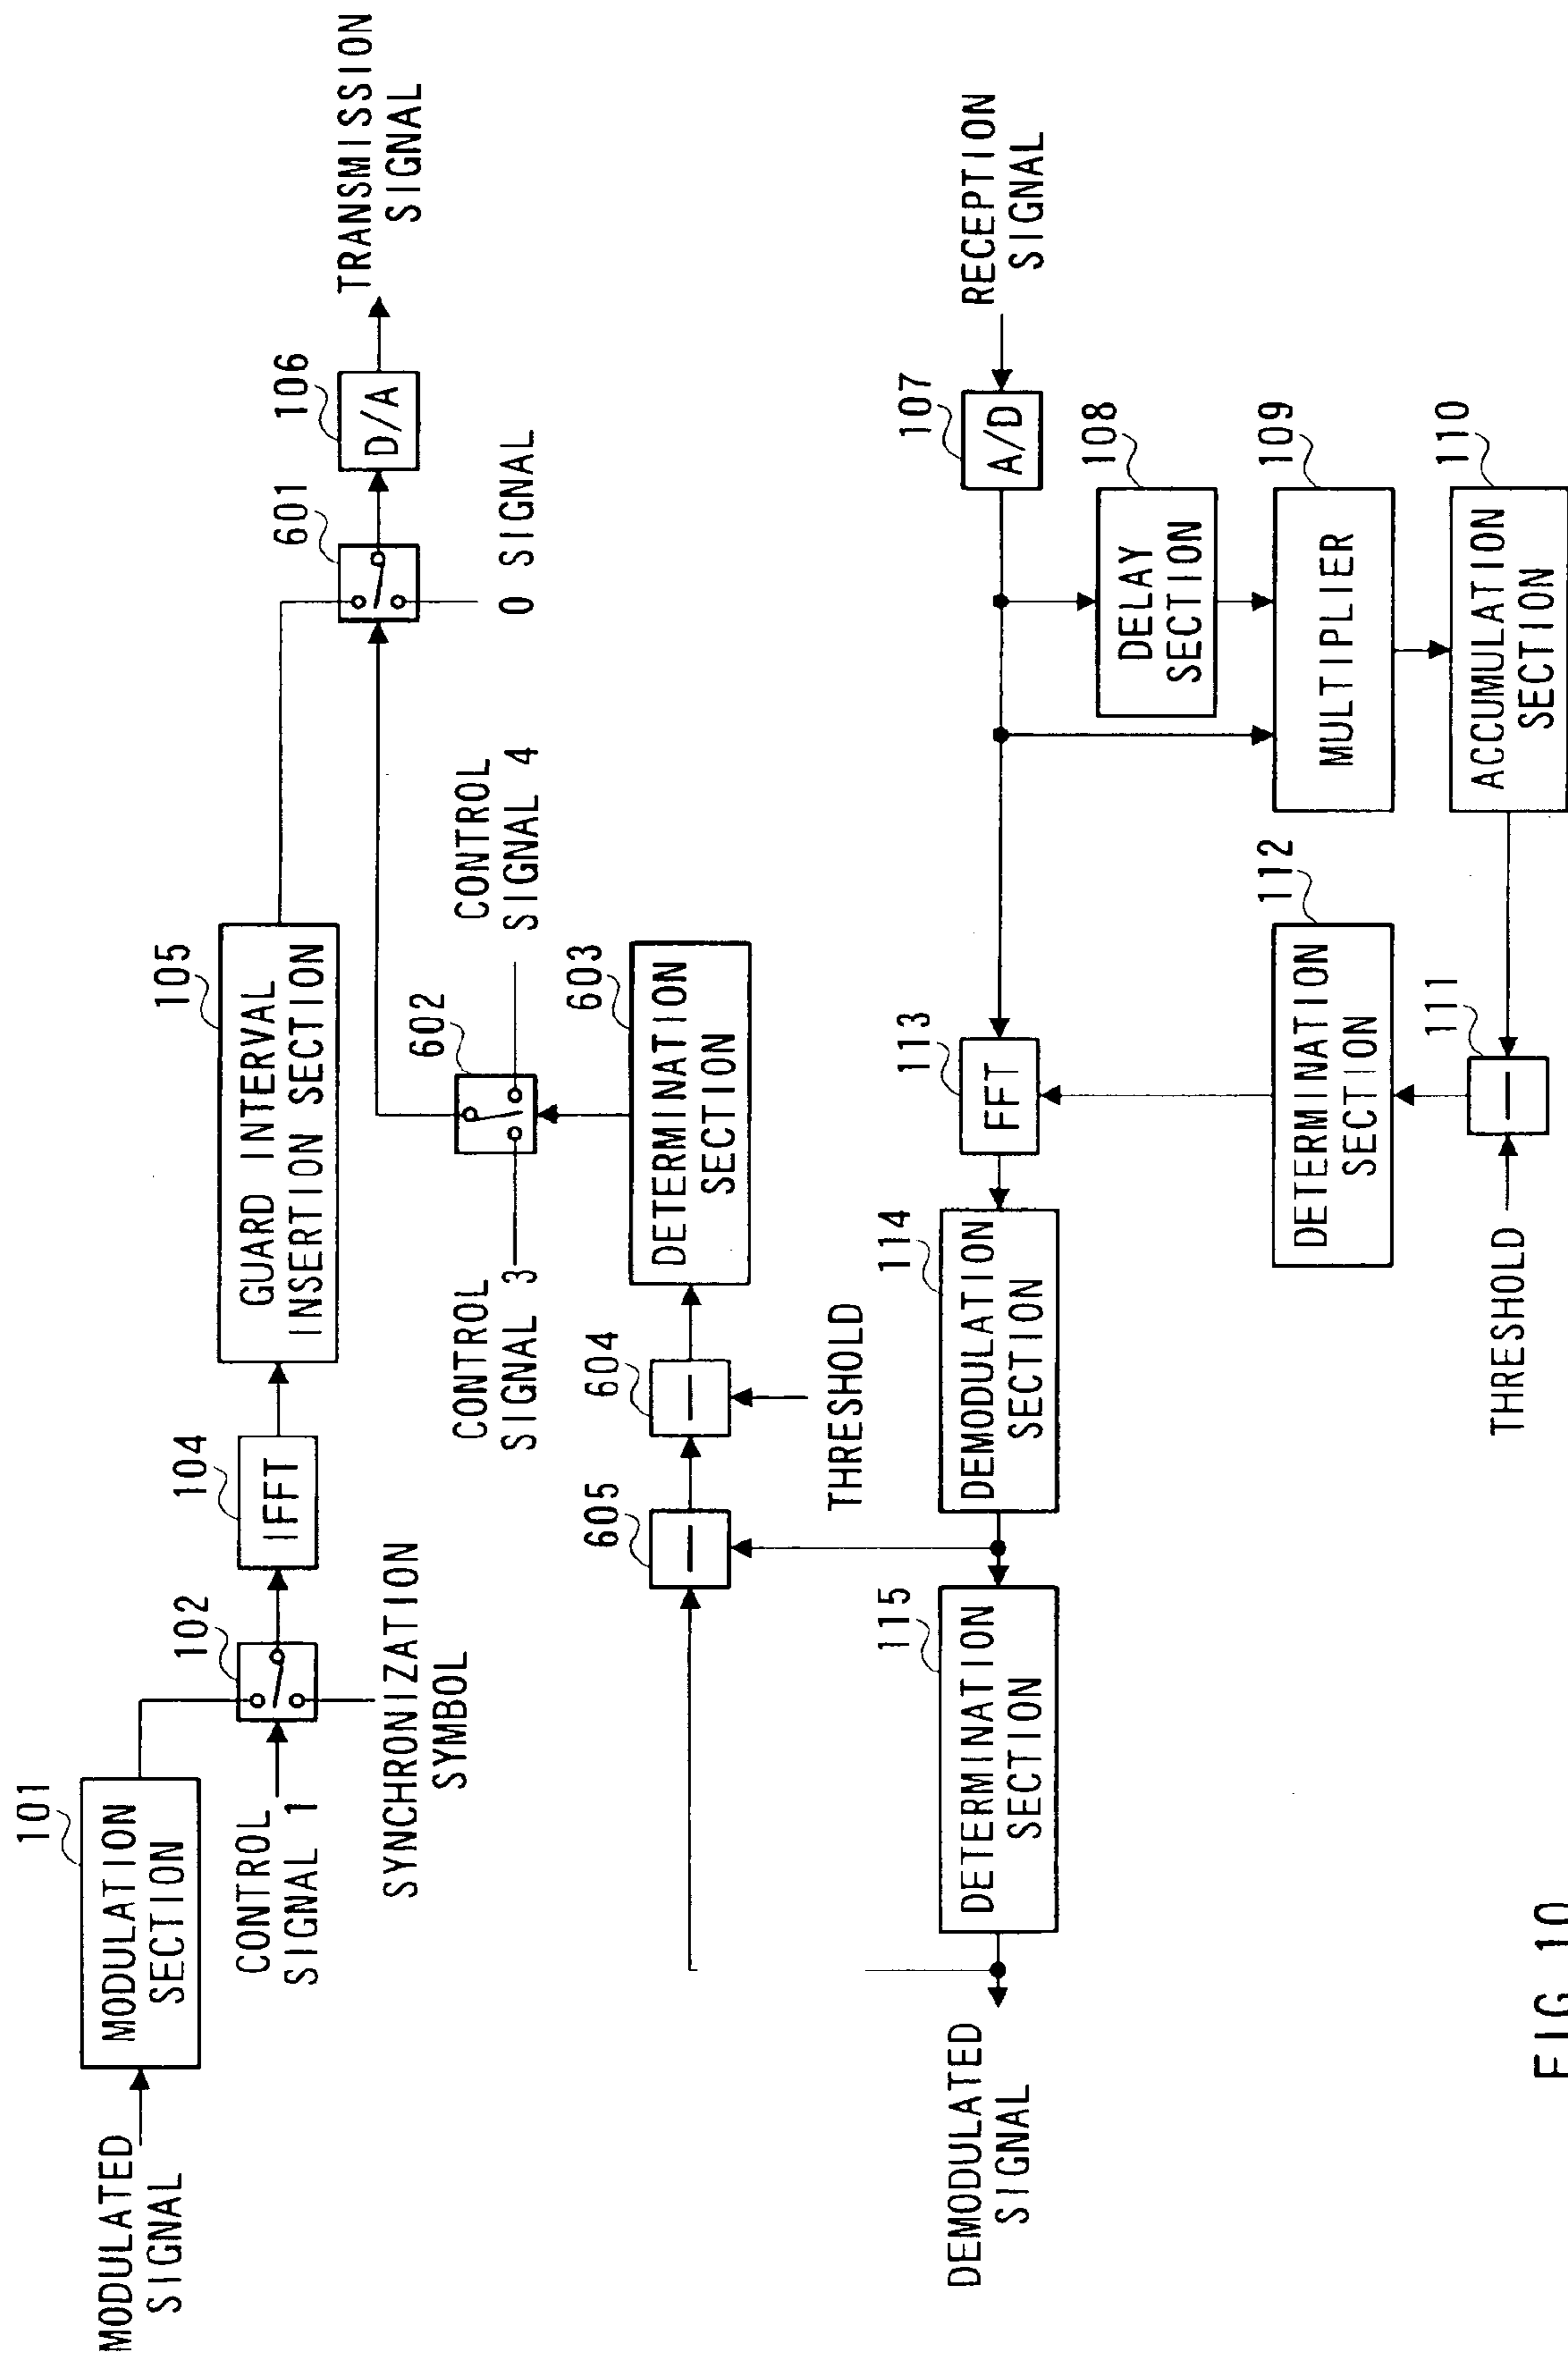 101
MODULATED
SIGNAL
MODULATION
SECTION
CONTROL
SIGNAL 1
102
SYNCHRONIZATION
SYMBOL
104
IFFT
105
GUARD INTERVAL
INSERTION SECTION
601
0 SIGNAL
106
D/A
TRANSMISSION
SIGNAL
602
CONTROL
SIGNAL 3
CONTROL
SIGNAL 4
603
DETERMINATION
SECTION
604
THRESHOLD
605
RECEPTION
SIGNAL
107
A/D
108
DELAY
SECTION
109
MULTIPLIER
110
ACCUMULATION
SECTION
111
THRESHOLD
112
DETERMINATION
SECTION
113
FFT
114
DEMODULATION
SECTION
115
DETERMINATION
SECTION
DEMODULATED
SIGNAL
FIG.10